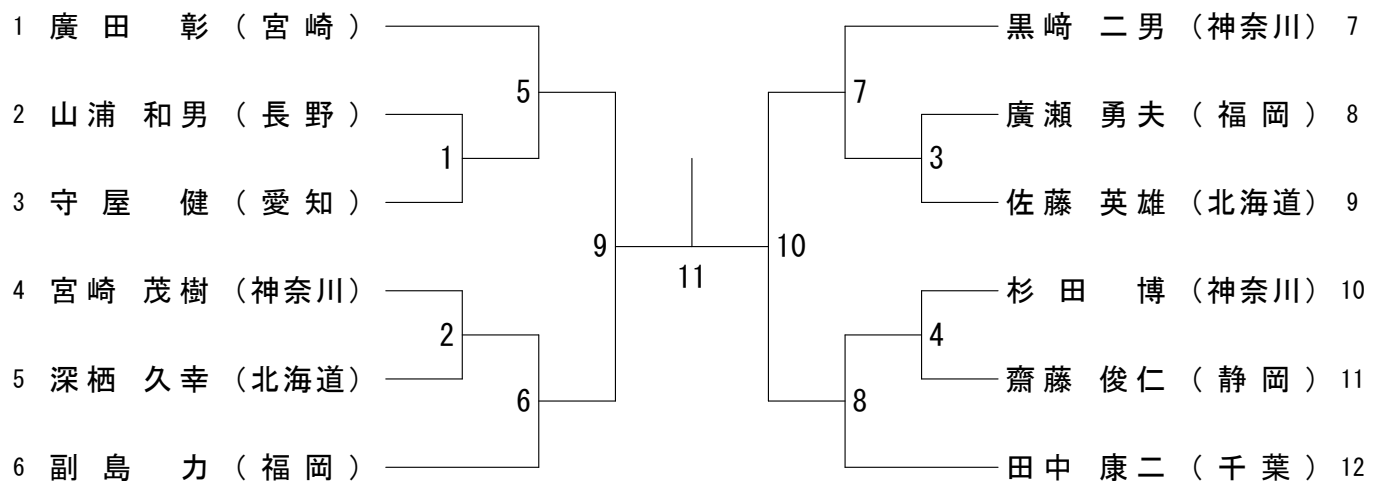 1 廣田 彰（宮崎） 黒﨑 二男（神奈川） 7
5 7
2 山浦 和男（長野） 廣瀬 勇夫（福岡） 8
1 3
3 守屋 健（愛知） 佐藤 英雄（北海道） 9
9 10
11
4 宮崎 茂樹（神奈川） 杉田 博（神奈川） 10
2 4
5 深栖 久幸（北海道） 齋藤 俊仁（静岡） 11
6 8
6 副島 力（福岡） 田中 康二（千葉） 12